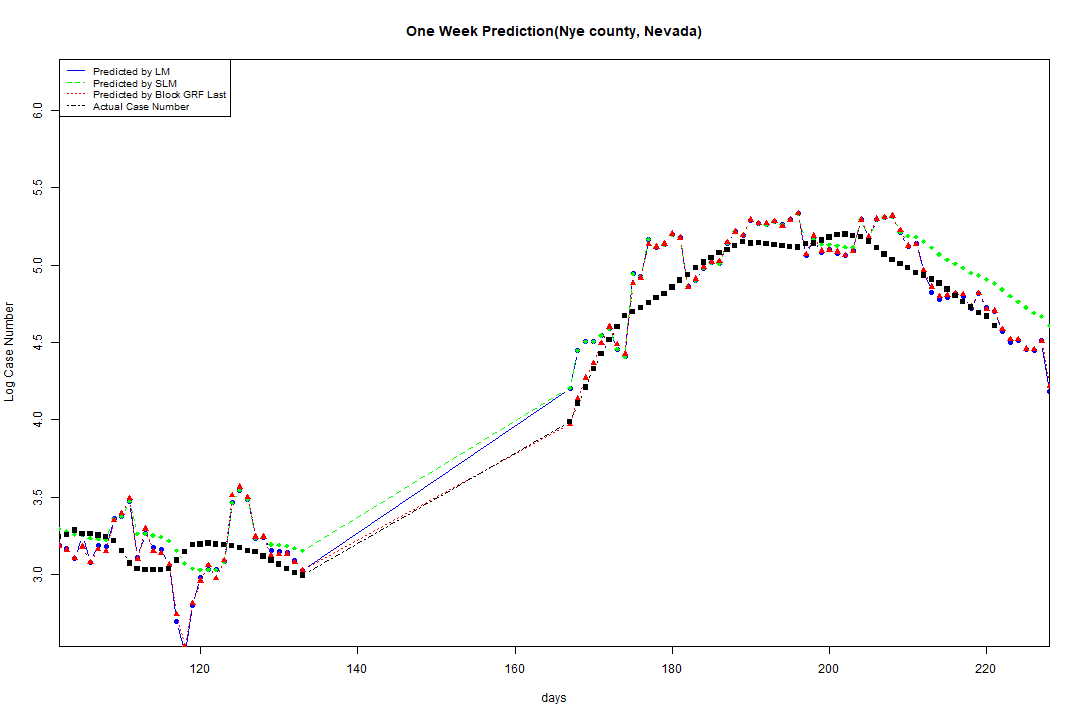 One Week Prediction(Nye county, Nevada)
Predicted by LM
Predicted by SLM
Predicted by Block GRF Last
Actual Case Number
6.0
5.5
5.0
4.5
4.0
3.5
3.0
Log Case Number
120 140 160 180 200 220
days